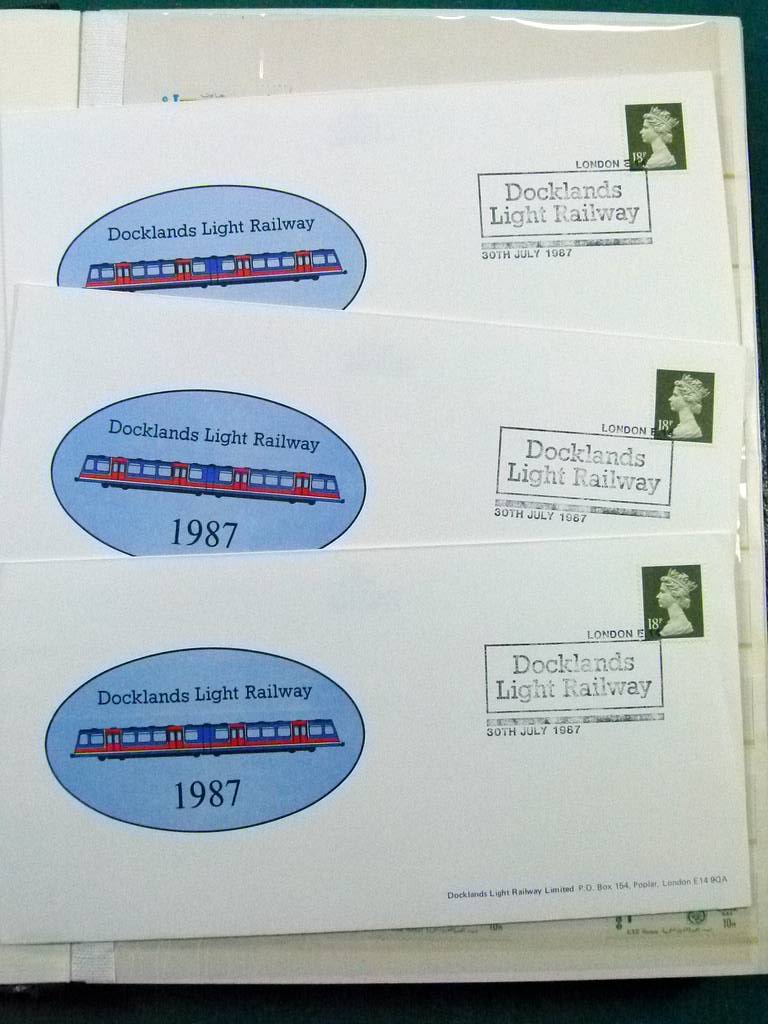 LONDON E
18P
Docklands
Light Railway
30TH JULY 1987
Docklands Light Railway
LONDON E
18P
Docklands
Light Railway
30TH JULY 1987
Docklands Light Railway
1987
LONDON E
18P
Docklands
Light Railway
30TH JULY 1987
Docklands Light Railway
1987
Docklands Light Railway Limited P.O. Box 154, Poplar, London E14 9QA
10m
10m